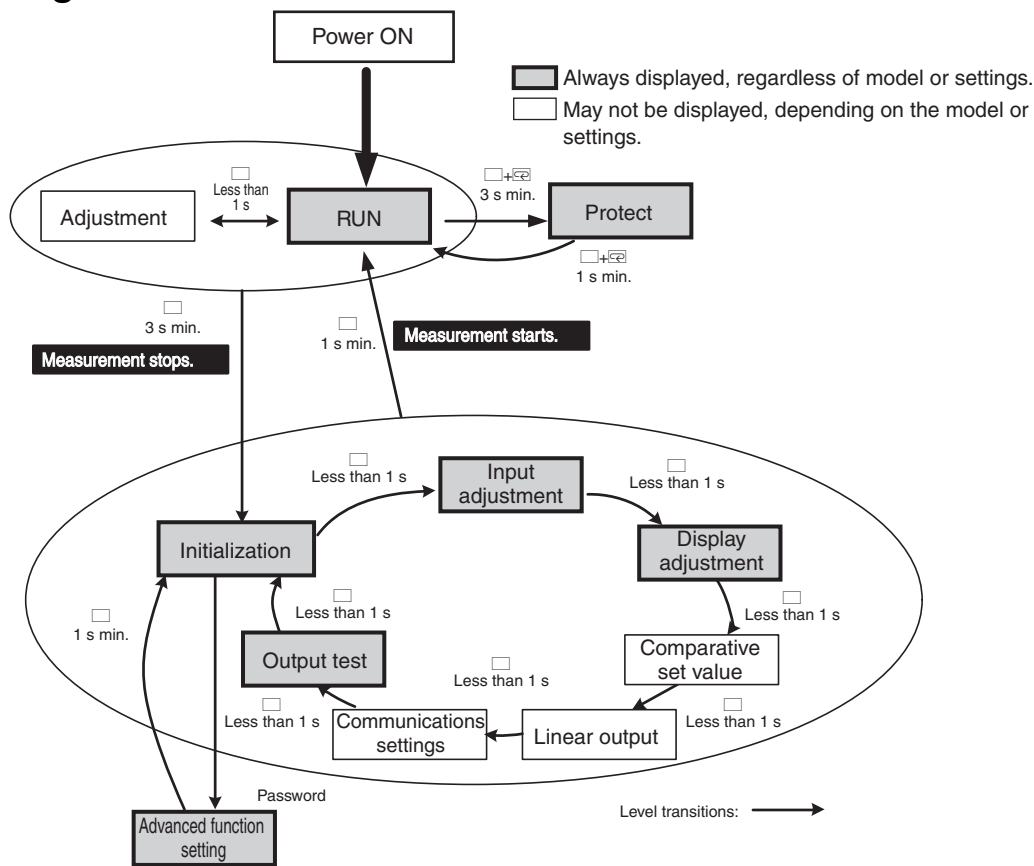 Power ON
Always displayed, regardless of model or settings.
May not be displayed, depending on the model or
settings.
Less than
1 s
+
3 s min.
Adjustment
RUN
Protect
+
1 s min.
3 s min.
1 s min.
Measurement starts.
Measurement stops.
Less than 1 s
Input
adjustment
Less than 1 s
Initialization
Display
adjustment
Less than 1 s
Less than 1 s
1 s min.
Output test
Comparative
set value
Less than 1 s
Less than 1 s
Communications
settings
Linear output
Less than 1 s
Password
Level transitions:
Advanced function
setting